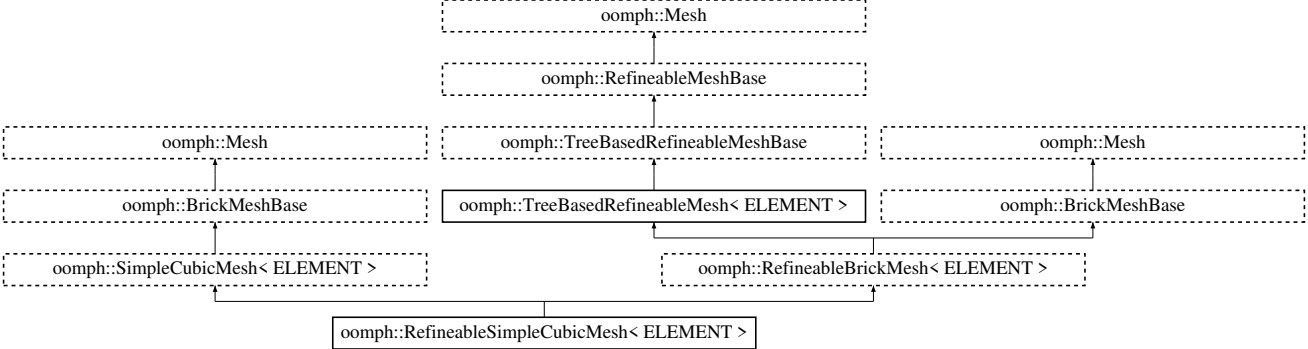 oomph::Mesh
oomph::RefineableMeshBase
oomph::Mesh
oomph::TreeBasedRefineableMeshBase
oomph::Mesh
oomph::BrickMeshBase
oomph::TreeBasedRefineableMesh< ELEMENT >
oomph::BrickMeshBase
oomph::SimpleCubicMesh< ELEMENT >
oomph::RefineableBrickMesh< ELEMENT >
oomph::RefineableSimpleCubicMesh< ELEMENT >